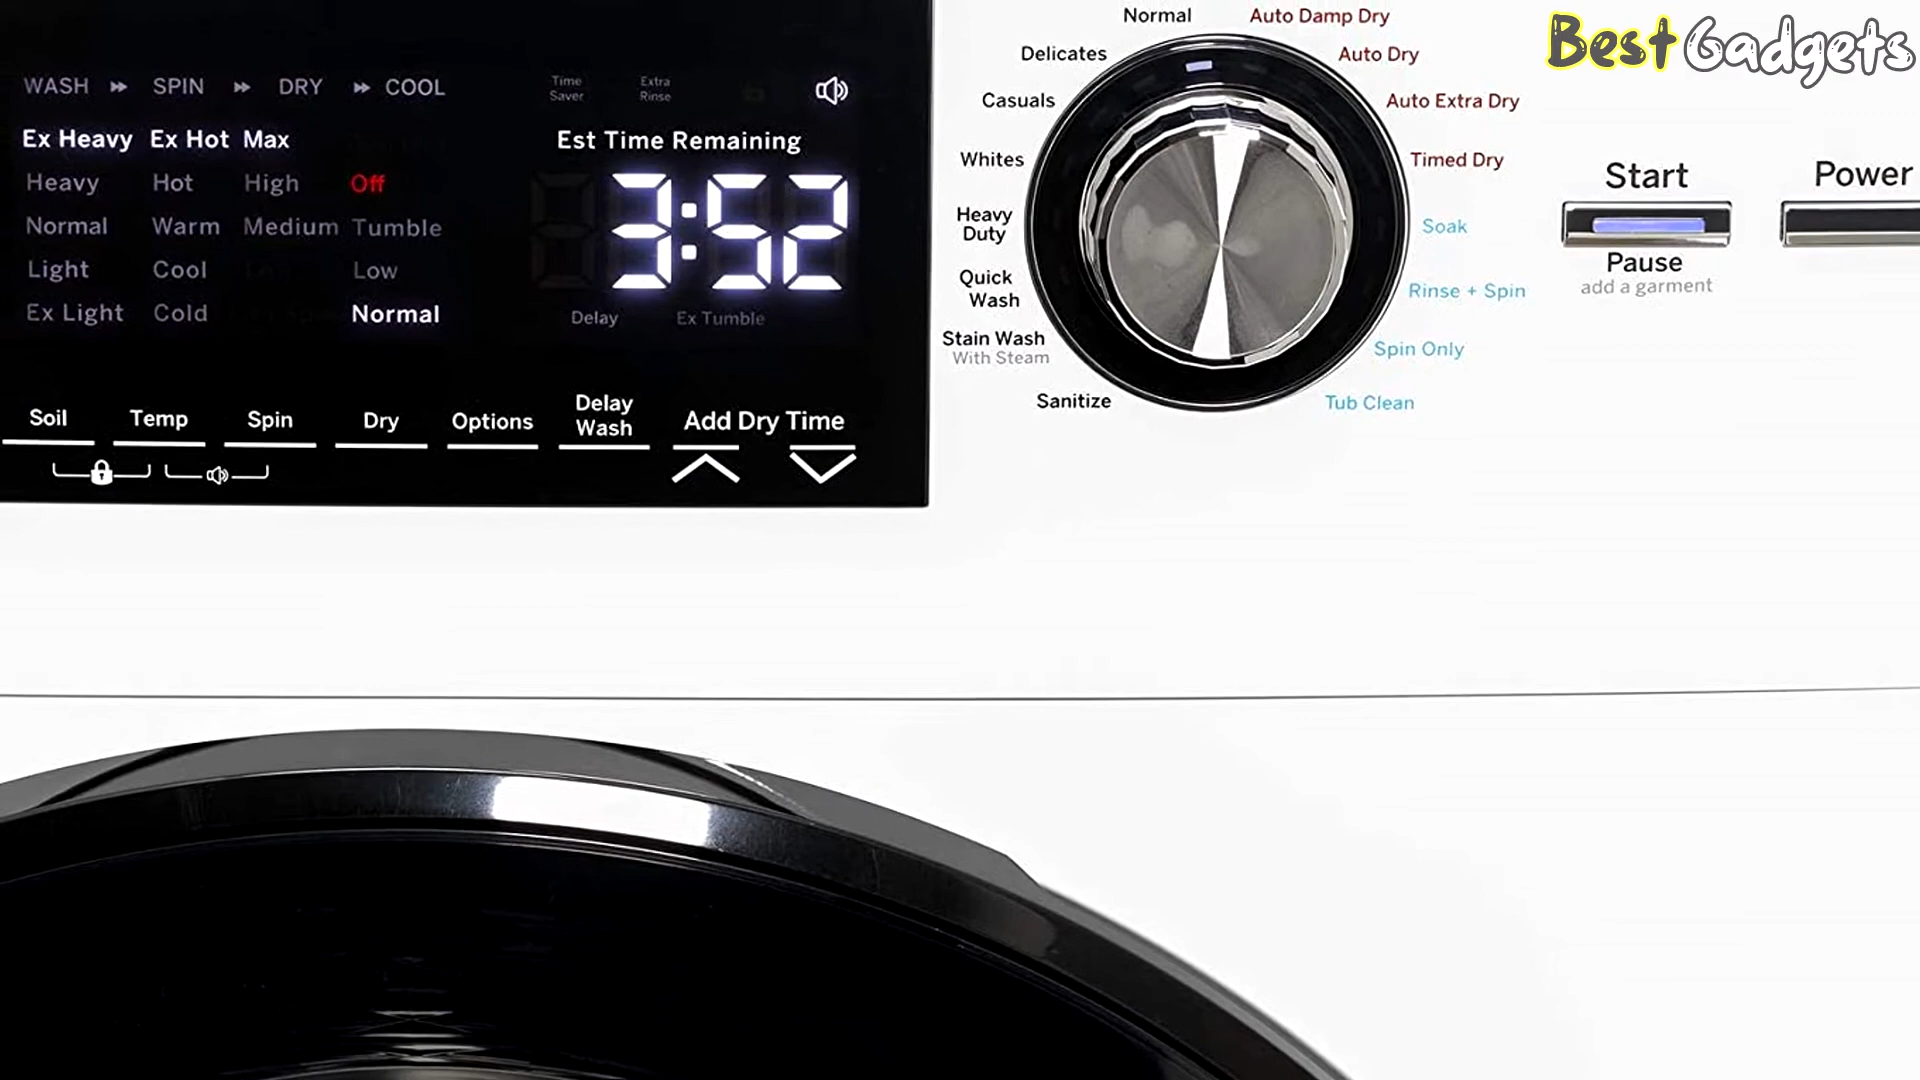 Normal
Auto Damp Dry
Best Gadgets
Delicates
Auto Dry
WASH SPIN DRY COOL
Time Saver
Extra Rinse
Casuals
Auto Extra Dry
Ex Heavy Ex Hot Max
Est Time Remaining
Whites
Timed Dry
Heavy Hot High Off
3:52
Start
Power
Normal Warm Medium Tumble
Heavy
Duty
Soak
Light Cool Low
Pause
add a garment
Quick
Wash
Rinse + Spin
Ex Light Cold Normal
Delay
Ex Tumble
Stain Wash
With Steam
Spin Only
Sanitize
Tub Clean
Soil
Temp
Spin
Dry
Options
Delay
Wash
Add Dry Time